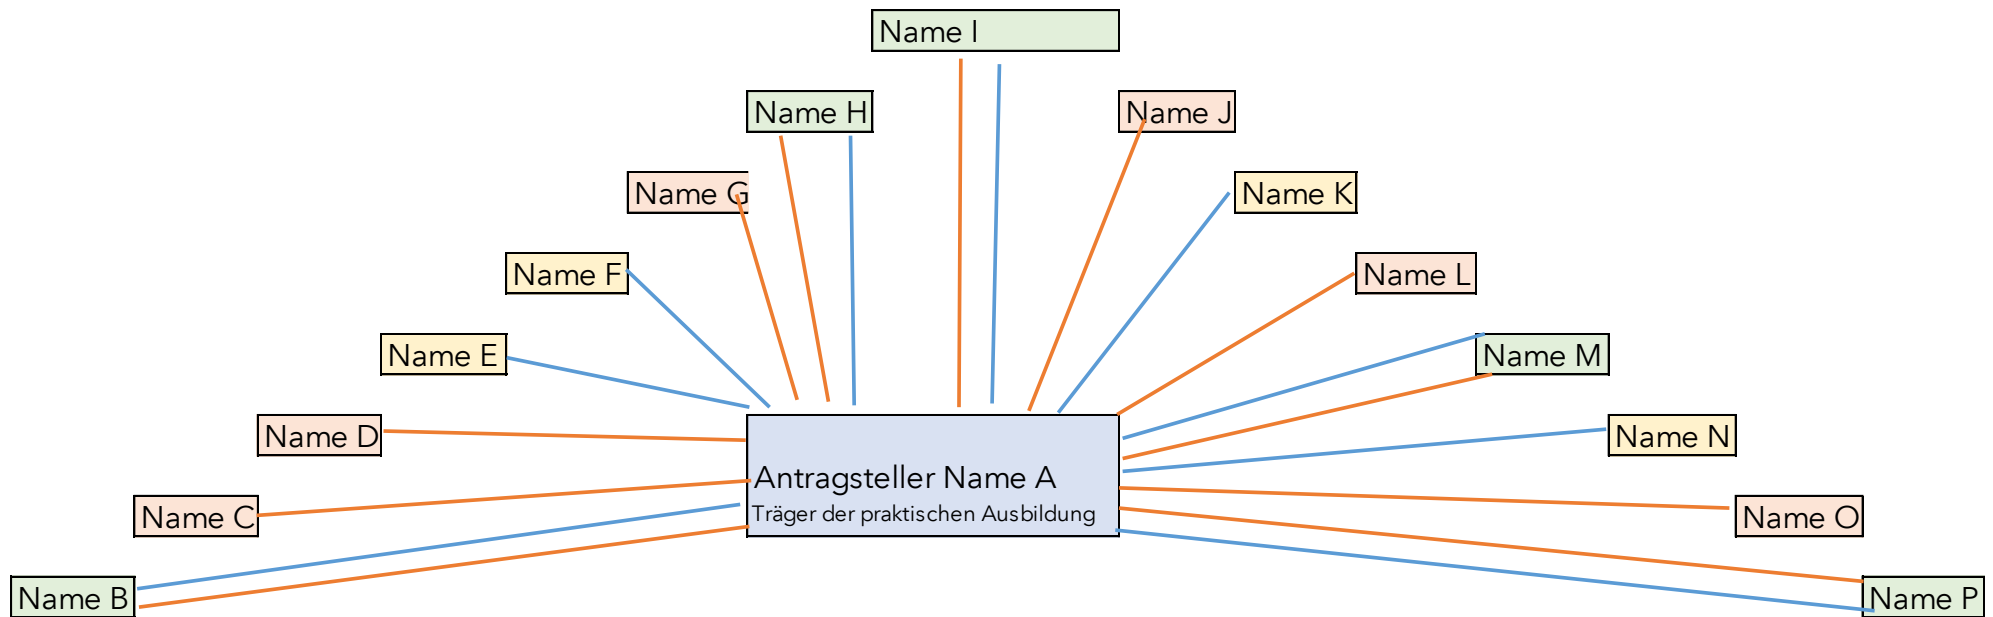 Name I
Name H
Name J
Name G
Name K
Name F
Name L
Name E
Name M
Name D
Name N
Antragsteller Name A
Träger der praktischen Ausbildung
Name C
Name O
Name B
Name P